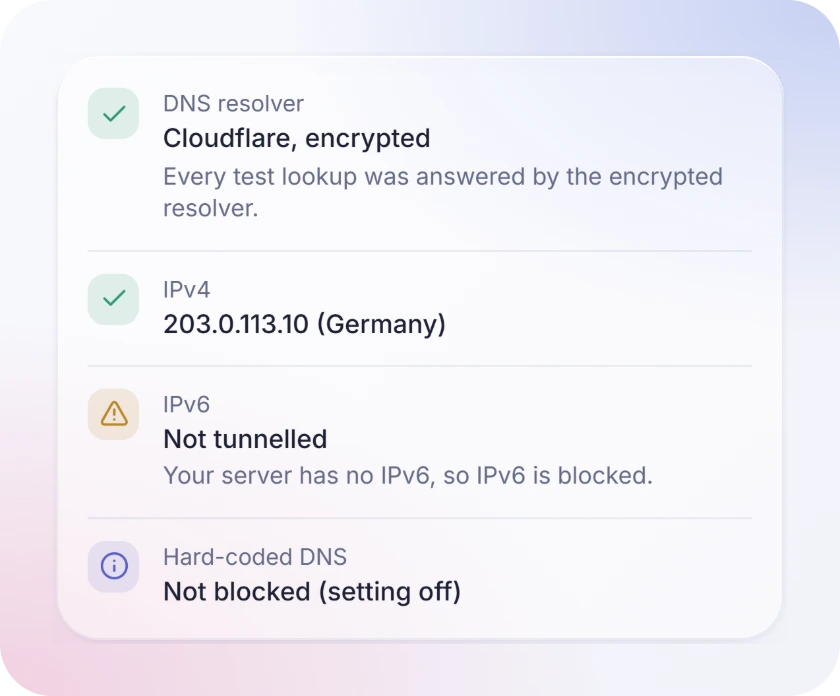 DNS resolver
Cloudflare, encrypted
Every test lookup was answered by the encrypted
resolver.
IPv4
203.0.113.10 (Germany)
IPv6
Not tunnelled
Your server has no IPv6, so IPv6 is blocked.
Hard-coded DNS
Not blocked (setting off)